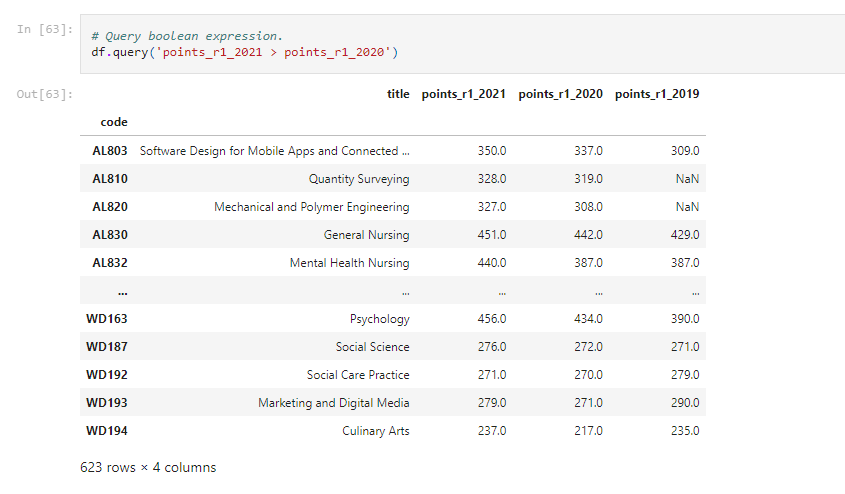 In [63]:
# Query boolean expression.
df.query('points_r1_2021 > points_r1_2020')
Out[63]:
title points_r1_2021 points_r1_2020 points_r1_2019
code
AL803 Software Design for Mobile Apps and Connected ... 350.0 337.0 309.0
AL810 Quantity Surveying 328.0 319.0 NaN
AL820 Mechanical and Polymer Engineering 327.0 308.0 NaN
AL830 General Nursing 451.0 442.0 429.0
AL832 Mental Health Nursing 440.0 387.0 387.0
... ... ... ... ...
WD163 Psychology 456.0 434.0 390.0
WD187 Social Science 276.0 272.0 271.0
WD192 Social Care Practice 271.0 270.0 279.0
WD193 Marketing and Digital Media 279.0 271.0 290.0
WD194 Culinary Arts 237.0 217.0 235.0
623 rows × 4 columns